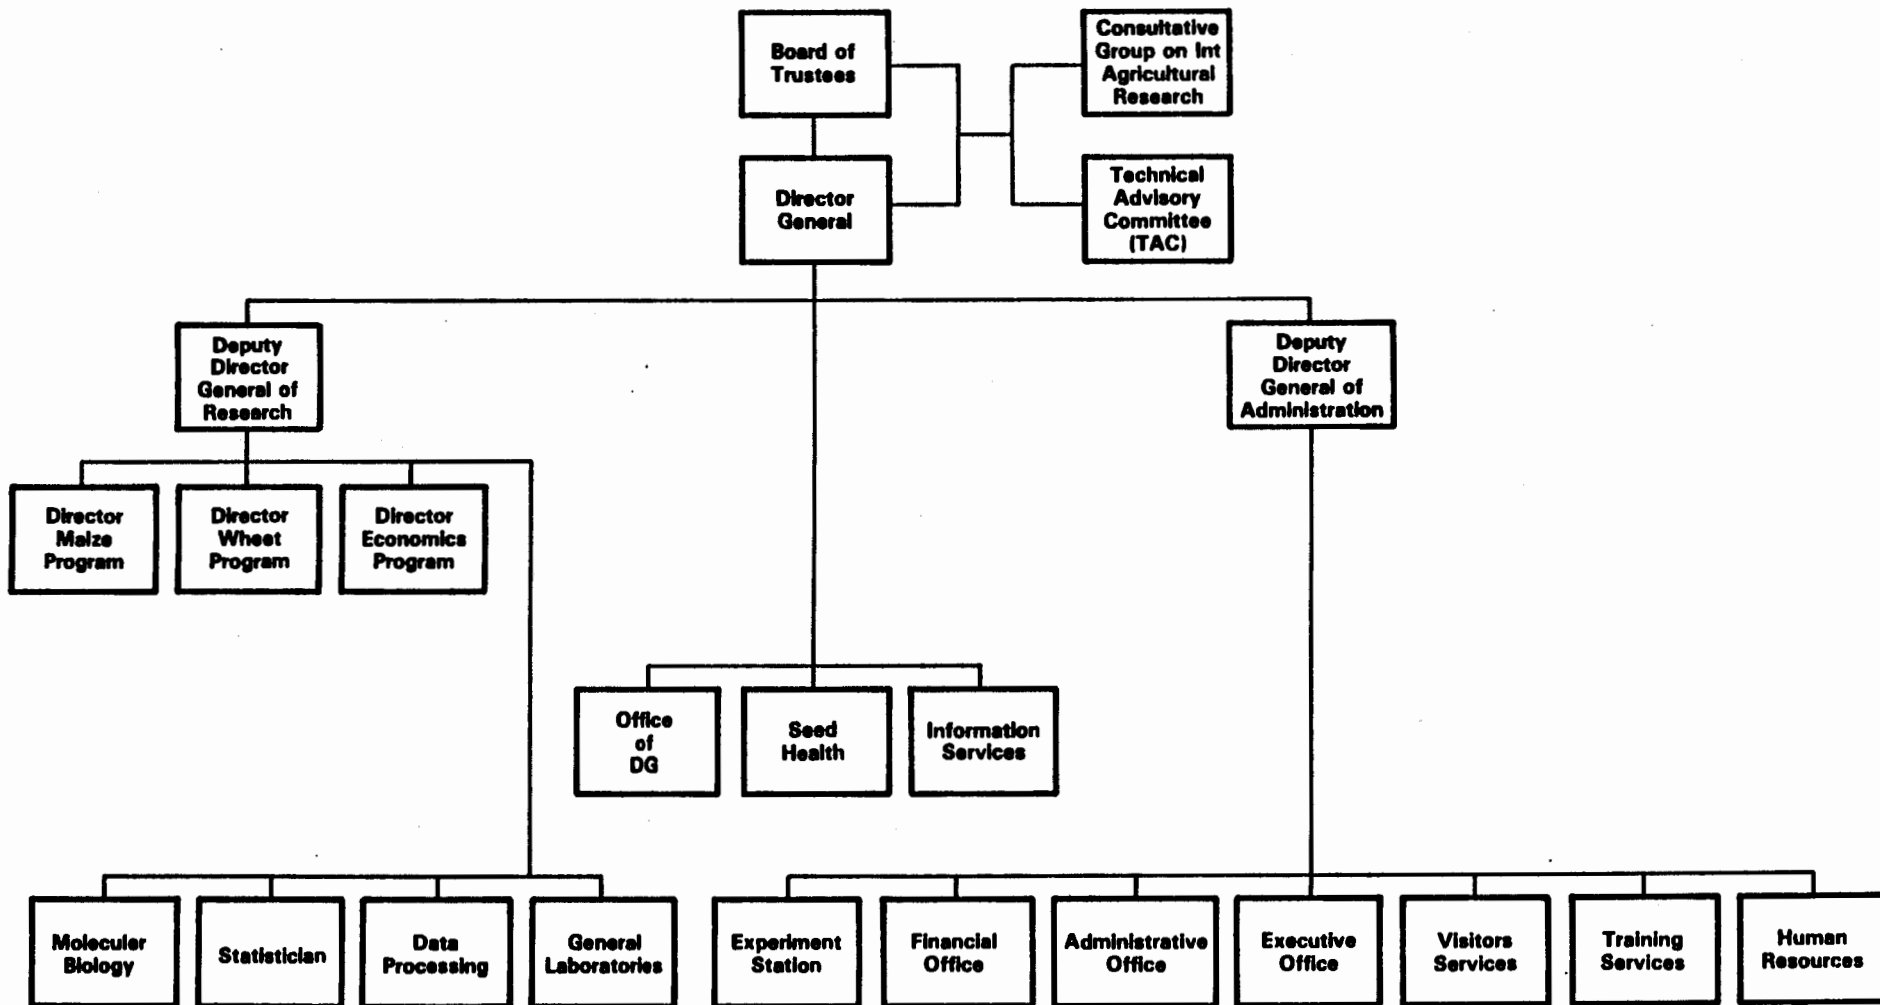 Board of
Trustees
Consultative
Group on Int
Agricultural
Research
Director
General
Technical
Advisory
Committee
(TAC)
Deputy
Director
General of
Research
Deputy
Director
General of
Administration
Director
Maize
Program
Director
Wheet
Program
Director
Economics
Program
Office
of
DG
Seed
Health
Information
Services
Molecular
Biology
Statistician
Data
Processing
General
Laboratories
Experiment
Station
Financial
Office
Administrative
Office
Executive
Office
Visitors
Services
Training
Services
Human
Resources